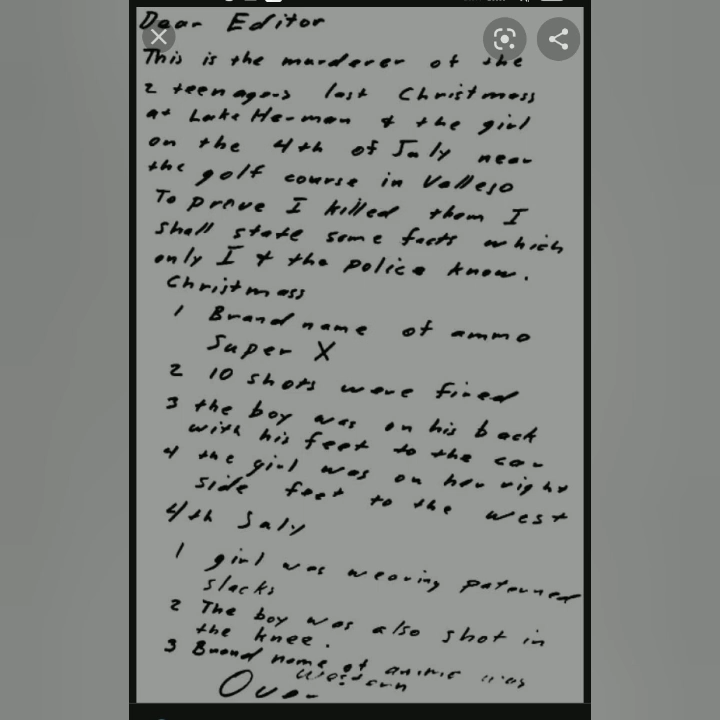 Dear Editor
This is the murderer of the
2 teenagers last Christmass
at Lake Herman & the girl
on the 4th of July near
the golf course in Vallejo
To prove I killed them I
shall state some facts which
only I & the police know.
Christmass
1 Brand name of ammo
Super X
2 10 shots were fired
3 the boy was on his back
with his feet to the car
4 the girl was on her right
side feet to the west
4th July
1 girl was wearing paterned
slacks
2 The boy was also shot in
the knee.
3 Brand name of ammo was
Western
Over